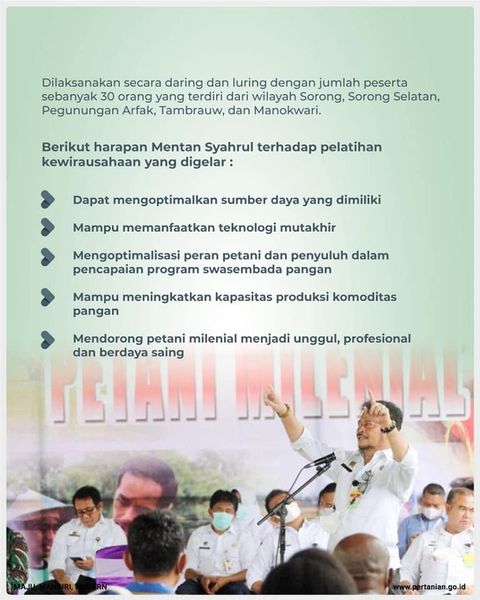 Dilaksanakan secara daring dan luring dengan jumlah peserta
sebanyak 30 orang yang terdiri dari wilayah Sorong, Sorong Selatan,
Pegunungan Arfak, Tambrauw, dan Manokwari.
Berikut harapan Mentan Syahrul terhadap pelatihan
kewirausahaan yang digelar :
Dapat mengoptimalkan sumber daya yang dimiliki
Mampu memanfaatkan teknologi mutakhir
Mengoptimalisasi peran petani dan penyuluh dalam
pencapaian program swasembada pangan
Mampu meningkatkan kapasitas produksi komoditas
pangan
Mendorong petani milenial menjadi unggul, profesional
dan berdaya saing
PETANI MILENIAL
MAJU, MANDIRI,
www.pertanian.go.id